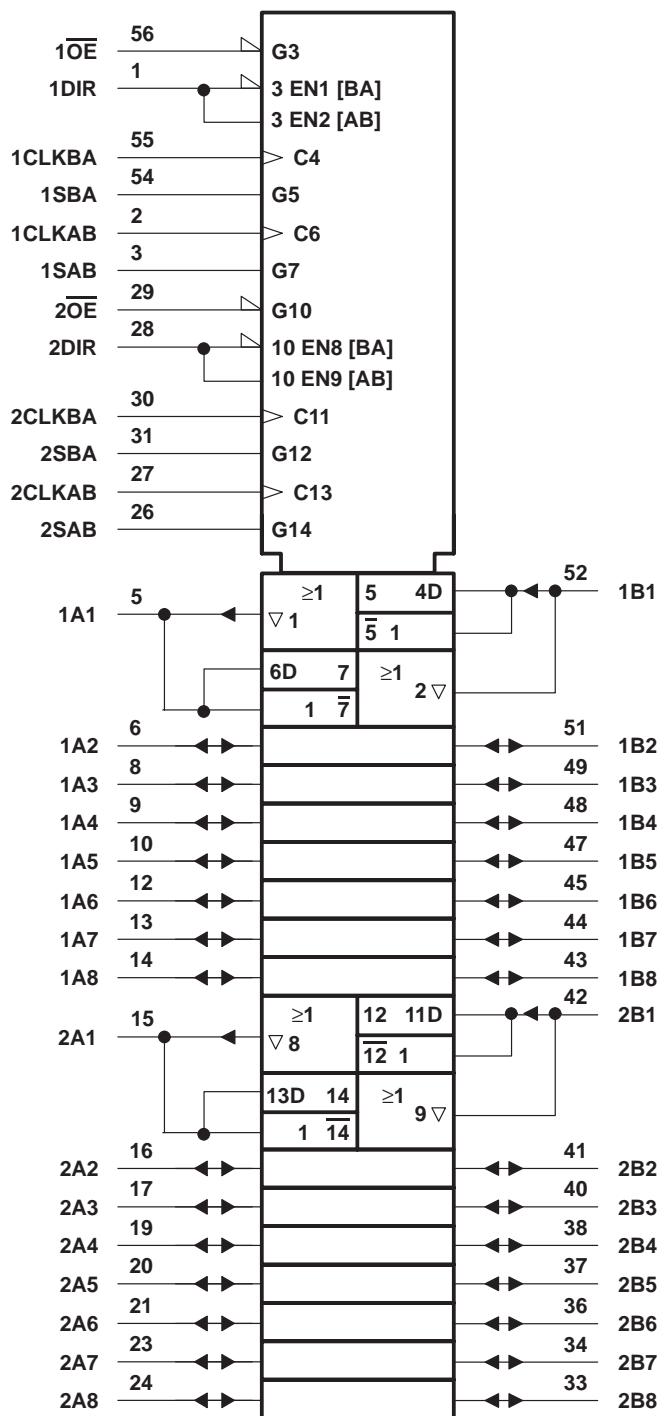 56
1O̅E̅ G3
1
1DIR 3 EN1 [BA]
3 EN2 [AB]
55
1CLKBA C4
54
1SBA G5
2
1CLKAB C6
3
1SAB G7
29
2O̅E̅ G10
28
2DIR 10 EN8 [BA]
10 EN9 [AB]
30
2CLKBA C11
31
2SBA G12
27
2CLKAB C13
26
2SAB G14
5 ≥1 5 4D 52
1A1 ▽ 1 5̅ 1 1B1
6D 7 ≥1
1 7̅ 2 ▽
6 51
1A2 1B2
8 49
1A3 1B3
9 48
1A4 1B4
10 47
1A5 1B5
12 45
1A6 1B6
13 44
1A7 1B7
14 43
1A8 1B8
15 ≥1 12 11D 42
2A1 ▽ 8 1̅2̅ 1 2B1
13D 14 ≥1
1 1̅4̅ 9 ▽
16 41
2A2 2B2
17 40
2A3 2B3
19 38
2A4 2B4
20 37
2A5 2B5
21 36
2A6 2B6
23 34
2A7 2B7
24 33
2A8 2B8